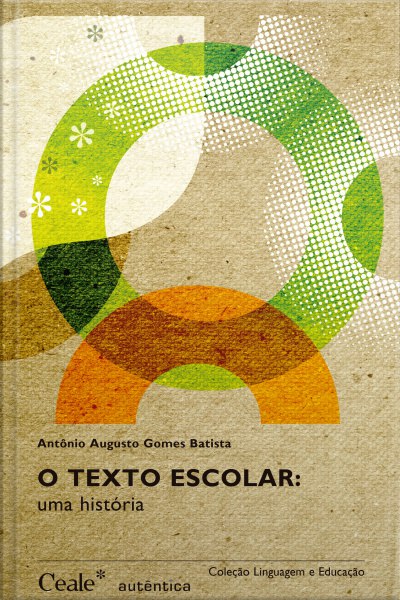 Antônio Augusto Gomes Batista
O TEXTO ESCOLAR:
uma história
Ceale*
autêntica
Coleção Linguagem e Educação